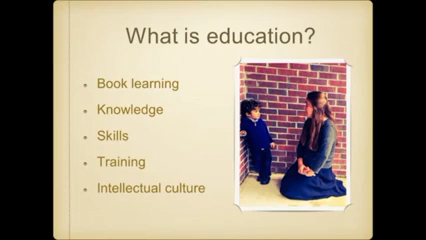 What is education?
Book learning
Knowledge
Skills
Training
Intellectual culture